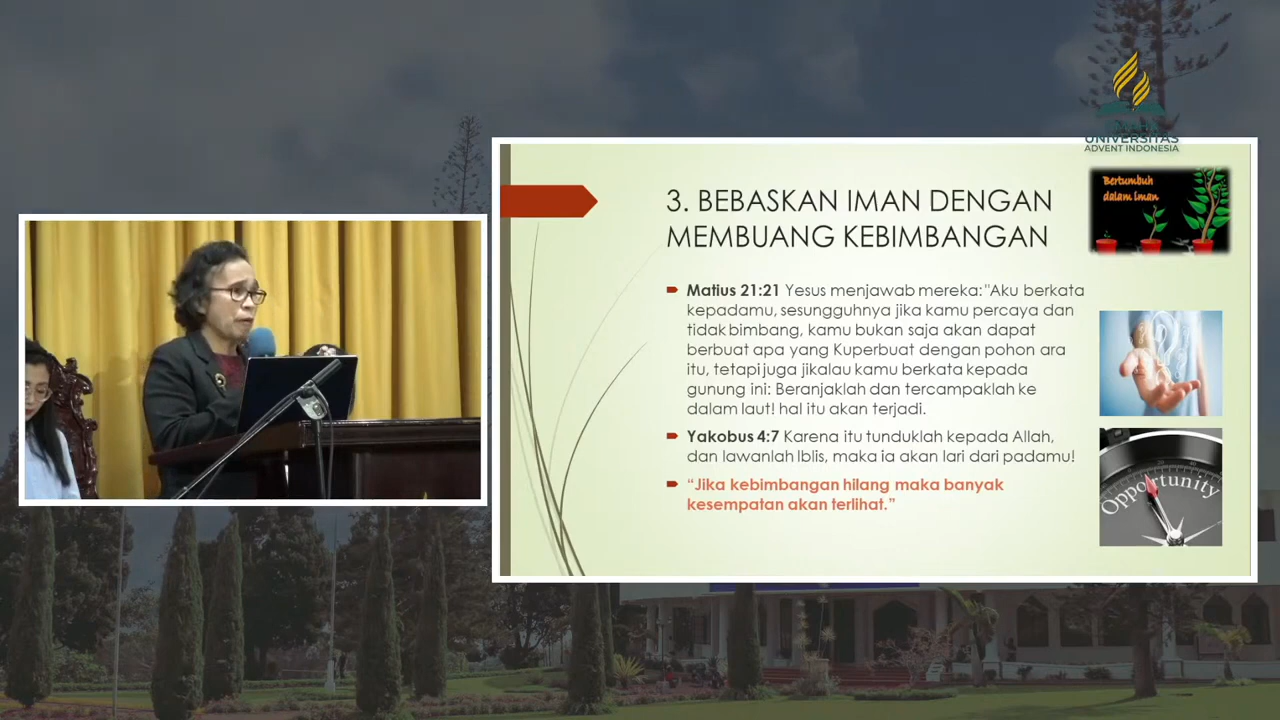 UNIVERSITAS
ADVENT INDONESIA
3. BEBASKAN IMAN DENGAN
MEMBUANG KEBIMBANGAN
Bertumbuh
dalam iman
Matius 21:21 Yesus menjawab mereka: "Aku berkata
kepadamu, sesungguhnya jika kamu percaya dan
tidak bimbang, kamu bukan saja akan dapat
berbuat apa yang Kuperbuat dengan pohon ara
itu, tetapi juga jikalau kamu berkata kepada
gunung ini: Beranjaklah dan tercampaklah ke
dalam laut! hal itu akan terjadi.
Yakobus 4:7 Karena itu tunduklah kepada Allah,
dan lawanlah Iblis, maka ia akan lari dari padamu!
“Jika kebimbangan hilang maka banyak
kesempatan akan terlihat.”
Opportunity